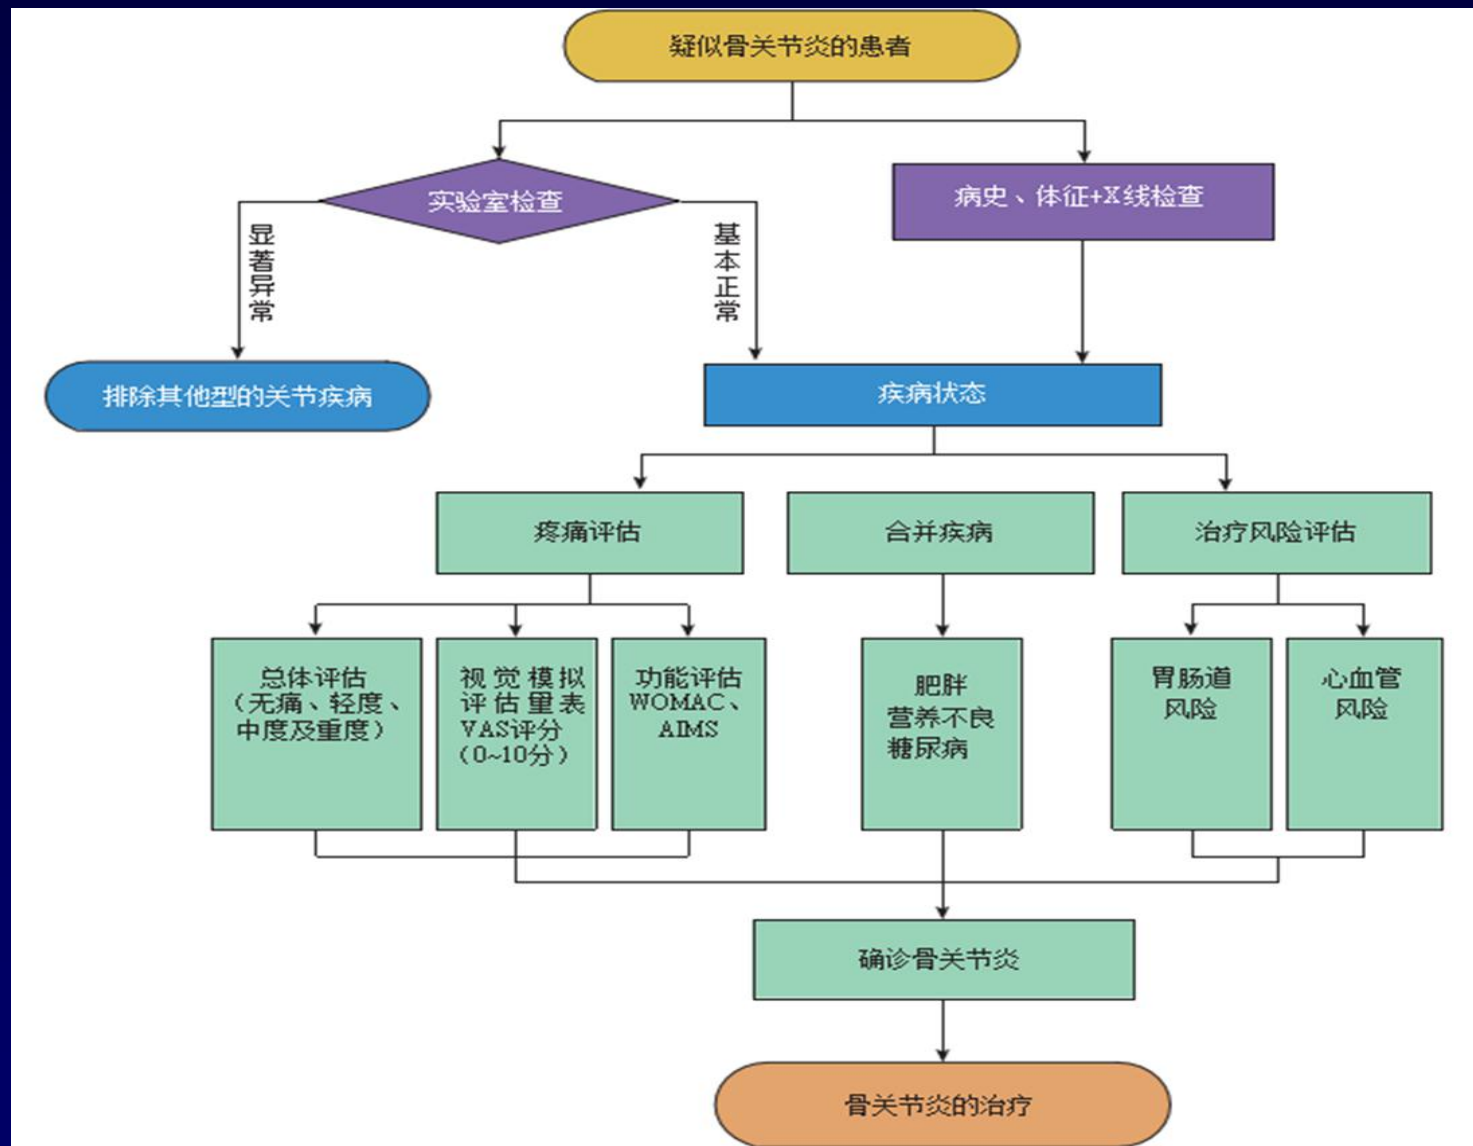 疑似骨关节炎的患者
实验室检查
病史、体征+X线检查
显著异常
基本正常
排除其他型的关节疾病
疾病状态
疼痛评估
合并疾病
治疗风险评估
总体评估
(无痛、轻度、
中度及重度)
视觉模拟
评估量表
VAS评分
(0~10分)
功能评估
WOMAC、
AIMS
肥胖
营养不良
糖尿病
胃肠道
风险
心血管
风险
确诊骨关节炎
骨关节炎的治疗